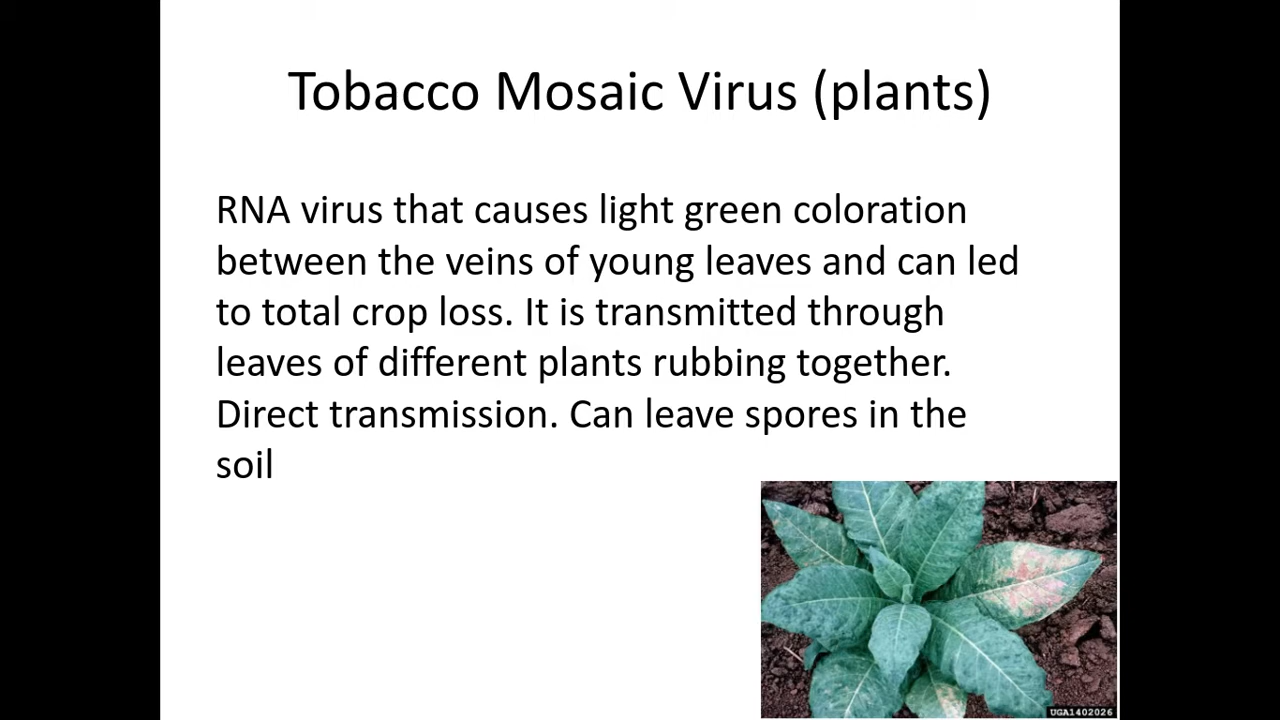 Tobacco Mosaic Virus (plants)
RNA virus that causes light green coloration
between the veins of young leaves and can led
to total crop loss. It is transmitted through
leaves of different plants rubbing together.
Direct transmission. Can leave spores in the
soil
UGA1402026